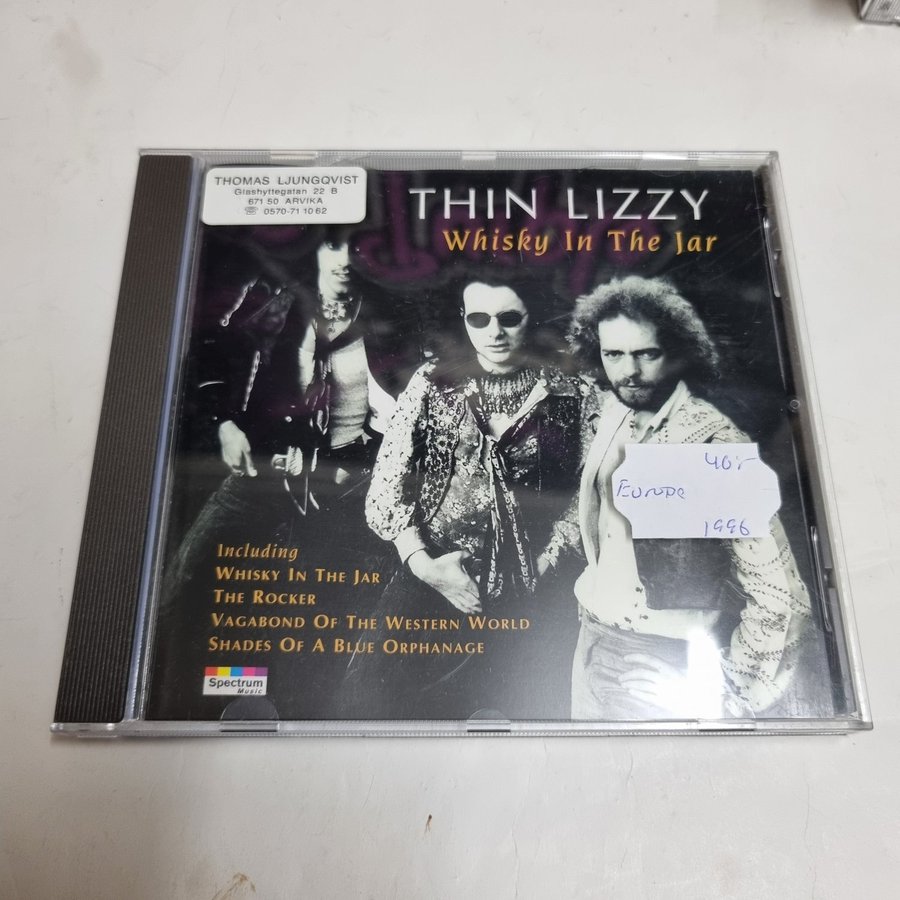 THOMAS LJUNGQVIST
Glashyttegatan 22 B
671 50 ARVIKA
☏ 0570-71 10 62
THIN LIZZY
Whisky In The Jar
40:-
Europe
1996
Including
WHISKY IN THE JAR
THE ROCKER
VAGABOND OF THE WESTERN WORLD
SHADES OF A BLUE ORPHANAGE
Spectrum
Music